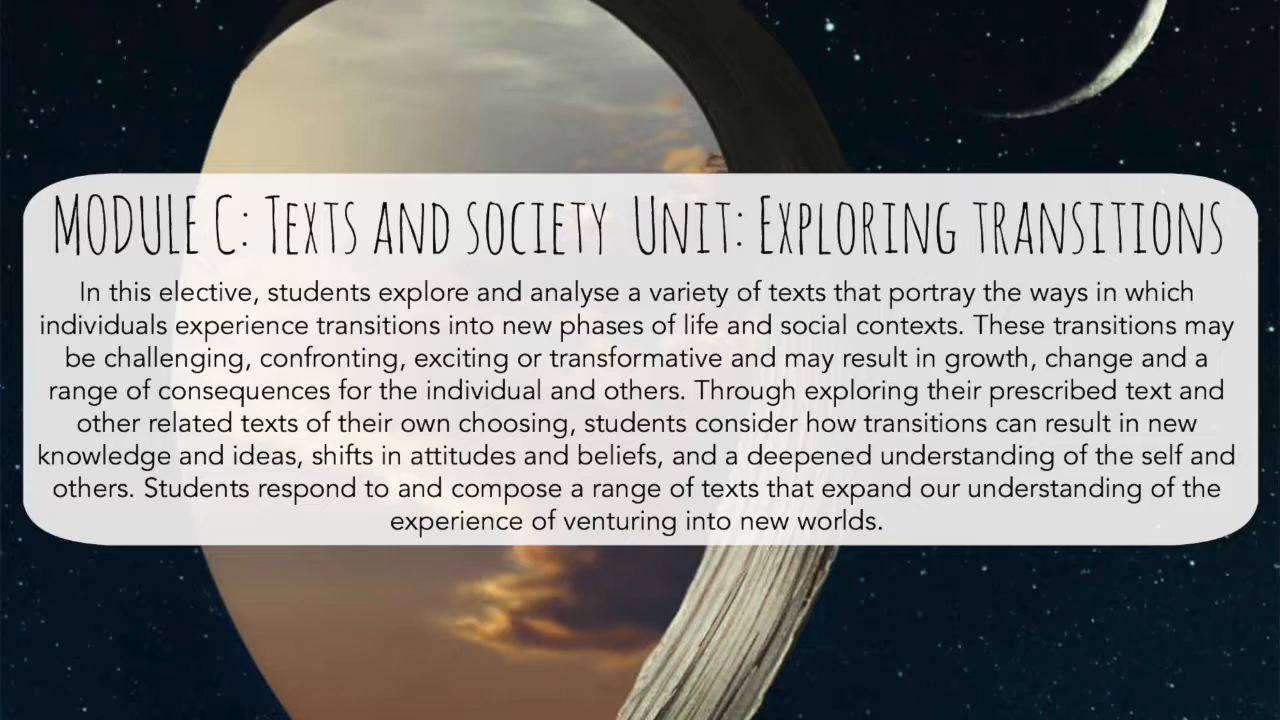 MODULE C: TEXTS AND SOCIETY UNIT: EXPLORING TRANSITIONS
In this elective, students explore and analyse a variety of texts that portray the ways in which
individuals experience transitions into new phases of life and social contexts. These transitions may
be challenging, confronting, exciting or transformative and may result in growth, change and a
range of consequences for the individual and others. Through exploring their prescribed text and
other related texts of their own choosing, students consider how transitions can result in new
knowledge and ideas, shifts in attitudes and beliefs, and a deepened understanding of the self and
others. Students respond to and compose a range of texts that expand our understanding of the
experience of venturing into new worlds.